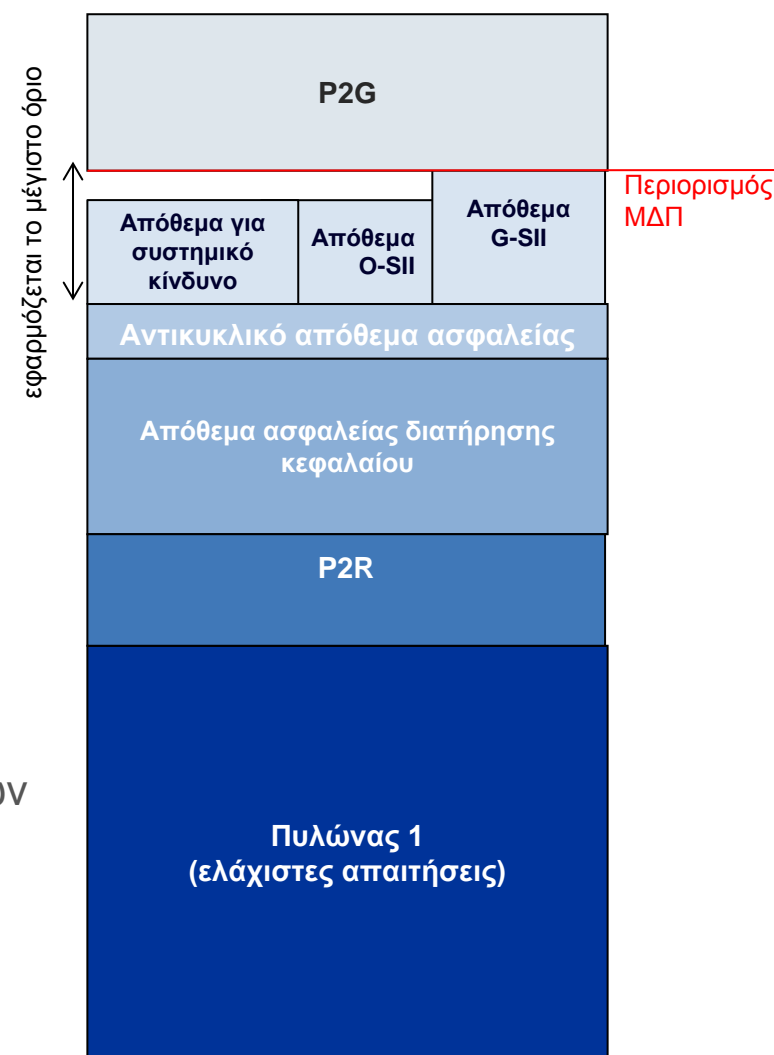 P2G
εφαρμόζεται το μέγιστο όριο
Περιορισμός
ΜΔΠ
Απόθεμα για
συστημικό
κίνδυνο
Απόθεμα
O-SII
Απόθεμα
G-SII
Αντικυκλικό απόθεμα ασφαλείας
Απόθεμα ασφαλείας διατήρησης
κεφαλαίου
P2R
ων
Πυλώνας 1
(ελάχιστες απαιτήσεις)